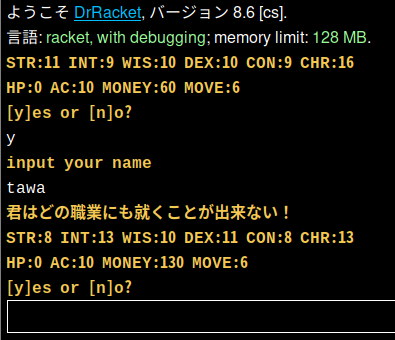 ようこそ DrRacket, バージョン 8.6 [cs].
言語: racket, with debugging; memory limit: 128 MB.
STR:11 INT:9 WIS:10 DEX:10 CON:9 CHR:16
HP:0 AC:10 MONEY:60 MOVE:6
[y]es or [n]o?
y
input your name
tawa
君はどの職業にも就くことが出来ない！
STR:8 INT:13 WIS:10 DEX:11 CON:8 CHR:13
HP:0 AC:10 MONEY:130 MOVE:6
[y]es or [n]o?